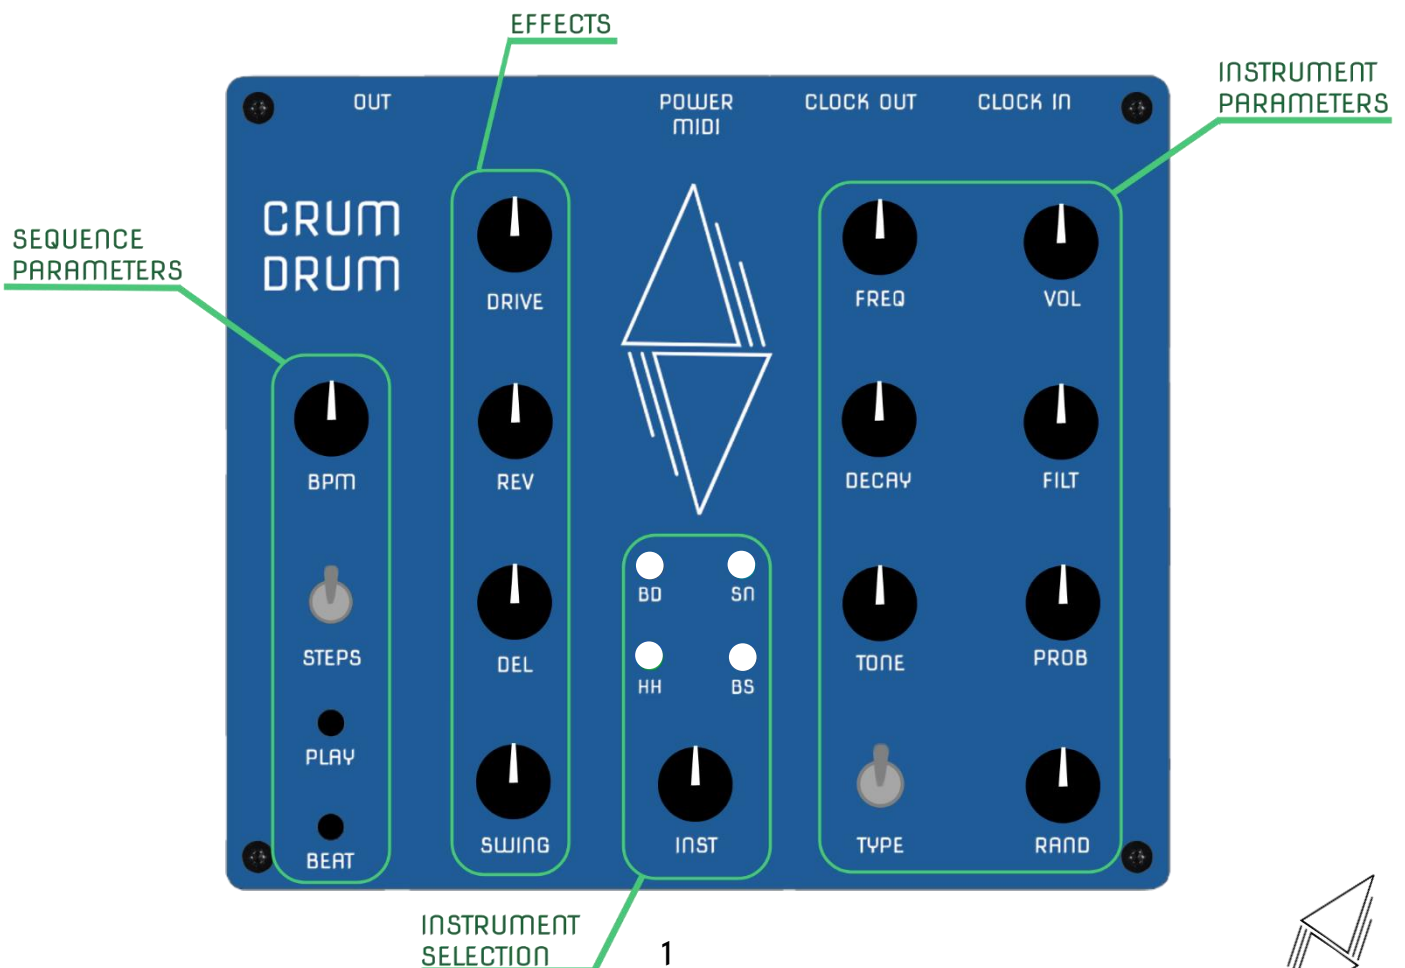 EFFECTS
INSTRUMENT
PARAMETERS
OUT
POWER
MIDI
CLOCK OUT
CLOCK IN
CRUM
DRUM
SEQUENCE
PARAMETERS
DRIVE
FREQ
VOL
BPM
REV
DECAY
FILT
BD
SN
STEPS
DEL
TONE
PROB
HH
BS
PLAY
SWING
INST
TYPE
RAND
BEAT
INSTRUMENT
SELECTION
1